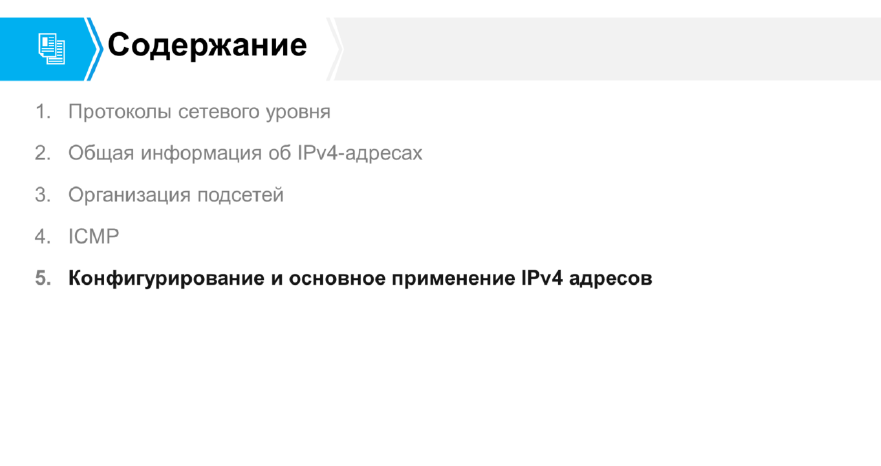 Содержание
1. Протоколы сетевого уровня
2. Общая информация об IPv4-адресах
3. Организация подсетей
4. ICMP
5. Конфигурирование и основное применение IPv4 адресов